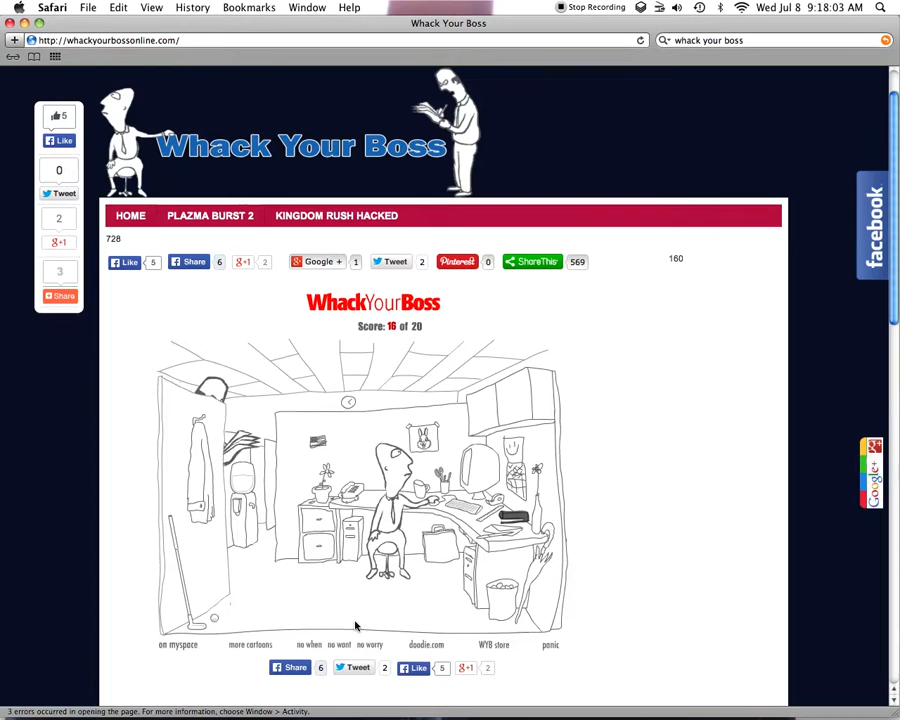 Safari File Edit View History Bookmarks Window Help Stop Recording Wed Jul 8 9:18:03 AM
Whack Your Boss
http://whackyourbossonline.com/ whack your boss
5
Like
0
Tweet
2
g+1
3
Share
Whack Your Boss
HOME PLAZMA BURST 2 KINGDOM RUSH HACKED
728
Like 5 Share 6 g+1 2 Google + 1 Tweet 2 Pinterest 0 ShareThis 569 160
facebook
WhackYourBoss
Score: 16 of 20
Google+
on myspace more cartoons no when no want no worry doodie.com WYB store panic
Share 6 Tweet 2 Like 5 g+1 2
3 errors occurred in opening the page. For more information, choose Window > Activity.